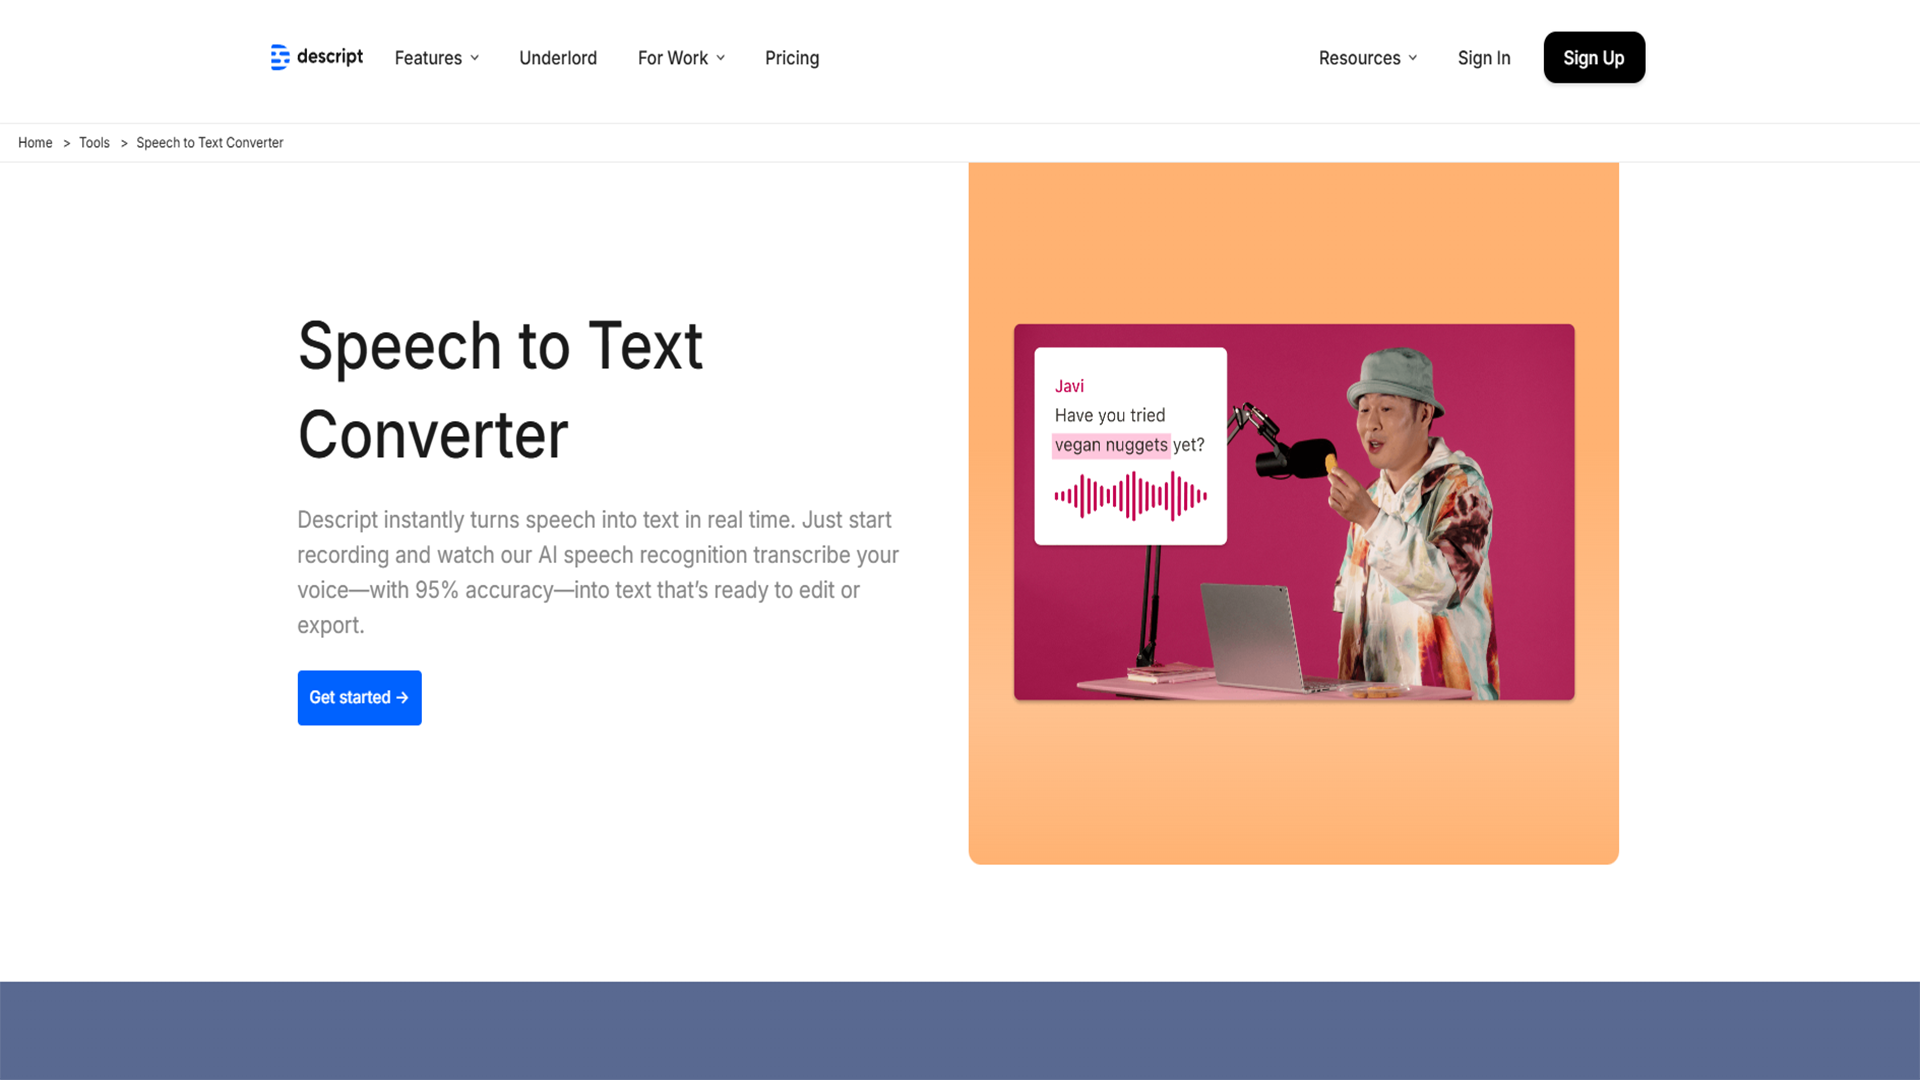 descript Features Underlord For Work Pricing Resources Sign In Sign Up
Home > Tools > Speech to Text Converter
Speech to Text
Converter
Descript instantly turns speech into text in real time. Just start
recording and watch our AI speech recognition transcribe your
voice—with 95% accuracy—into text that’s ready to edit or
export.
Get started →
Javi
Have you tried
vegan nuggets yet?